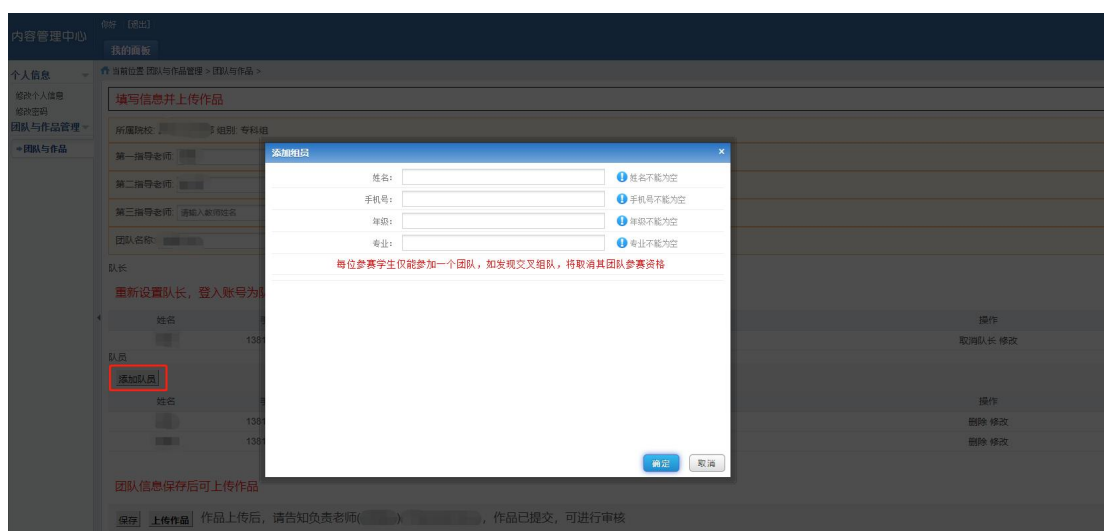 你好 [退出]
内容管理中心
我的面板
个人信息
修改个人信息
修改密码
团队与作品管理
团队与作品
当前位置:团队与作品管理 > 团队与作品 >
填写信息并上传作品
所属院校: 组别: 专科组
第一指导老师:
第二指导老师:
第三指导老师: 请输入教师姓名
团队名称:
队长
重新设置队长，登入账号为
姓名
操作
1381
取消队长 修改
队员
添加队员
姓名
操作
1381
删除 修改
1381
删除 修改
团队信息保存后可上传作品
保存 上传作品 作品上传后，请告知负责老师( ) ，作品已提交，可进行审核
添加组员 ×
姓名: 姓名不能为空
手机号: 手机号不能为空
年级: 年级不能为空
专业: 专业不能为空
每位参赛学生仅能参加一个团队，如发现交叉组队，将取消其团队参赛资格
确定 取消